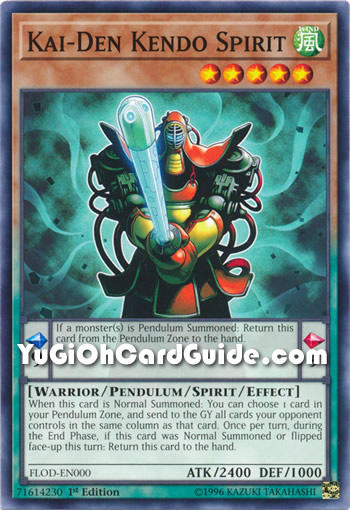 KAI-DEN KENDO SPIRIT
WIND
風
If a monster(s) is Pendulum Summoned: Return this
card from the Pendulum Zone to the hand.
YuGiOhCardGuide.com
[WARRIOR/PENDULUM/SPIRIT/EFFECT]
When this card is Normal Summoned: You can choose 1 card in
your Pendulum Zone, and send to the GY all cards your opponent
controls in the same column as that card. Once per turn, during
the End Phase, if this card was Normal Summoned or flipped
face-up this turn: Return this card to the hand.
FLOD-EN000
ATK/2400 DEF/1000
71614230 1st Edition
©1996 KAZUKI TAKAHASHI